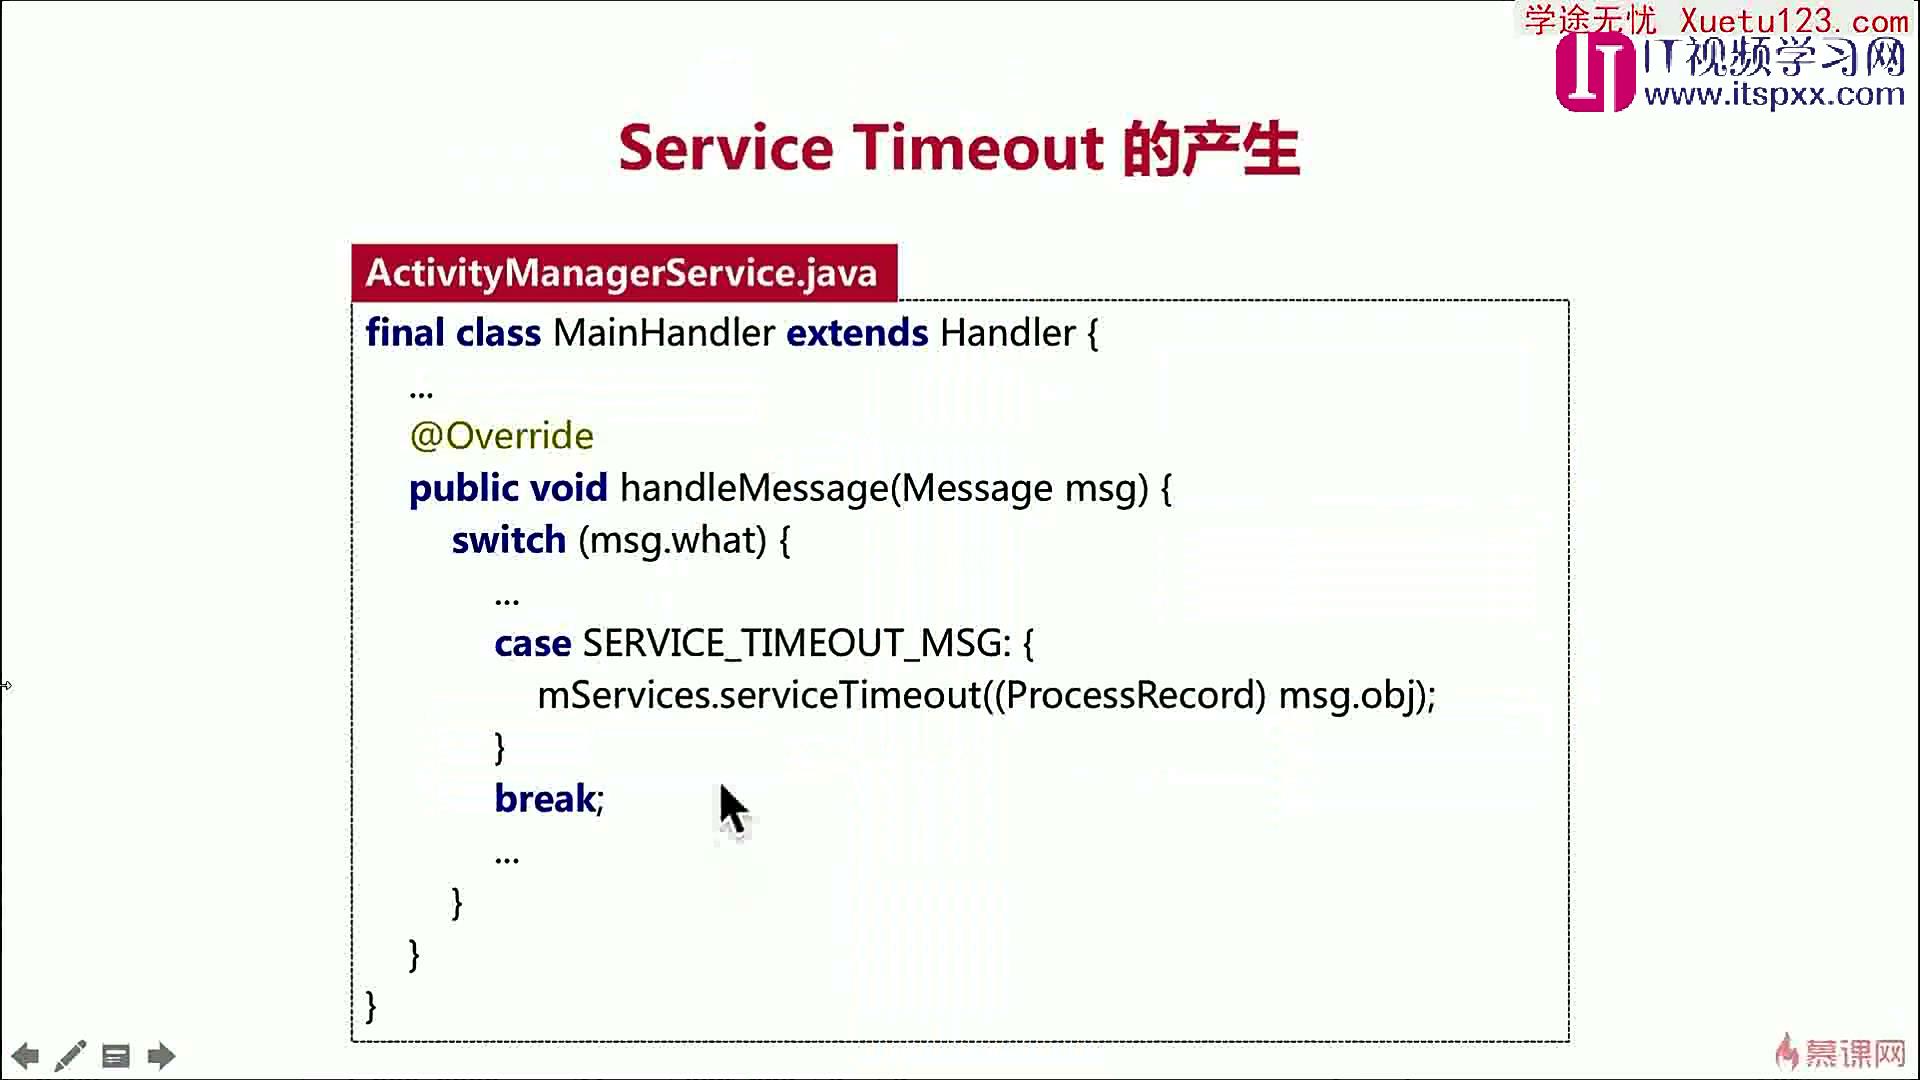 学途无忧 Xuetu123.com
IT视频学习网
www.itspxx.com
Service Timeout 的产生
ActivityManagerService.java
final class MainHandler extends Handler {
...
@Override
public void handleMessage(Message msg) {
switch (msg.what) {
...
case SERVICE_TIMEOUT_MSG: {
mServices.serviceTimeout((ProcessRecord) msg.obj);
}
break;
...
}
}
}
慕课网